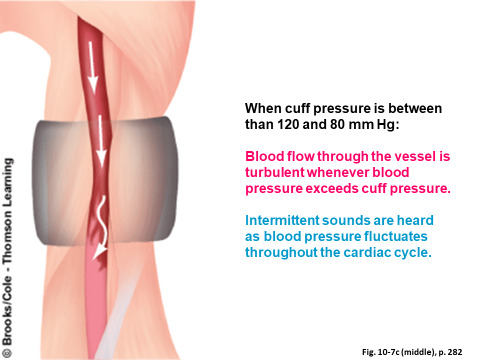 When cuff pressure is between
than 120 and 80 mm Hg:
Blood flow through the vessel is
turbulent whenever blood
pressure exceeds cuff pressure.
Intermittent sounds are heard
as blood pressure fluctuates
throughout the cardiac cycle.
© Brooks/Cole - Thomson Learning
Fig. 10-7c (middle), p. 282